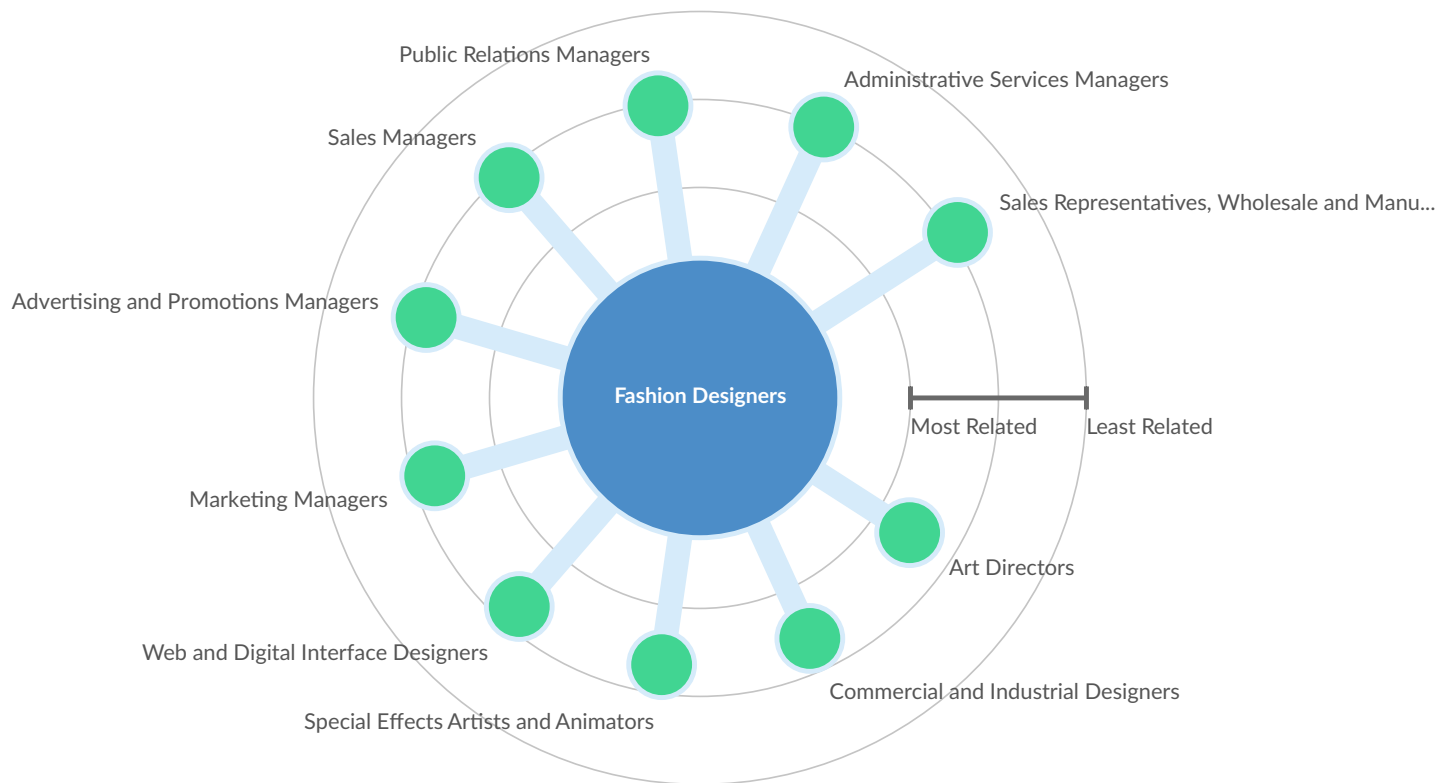 Public Relations Managers
Administrative Services Managers
Sales Managers
Sales Representatives, Wholesale and Manu...
Advertising and Promotions Managers
Fashion Designers
Most Related
Least Related
Marketing Managers
Art Directors
Web and Digital Interface Designers
Commercial and Industrial Designers
Special Effects Artists and Animators